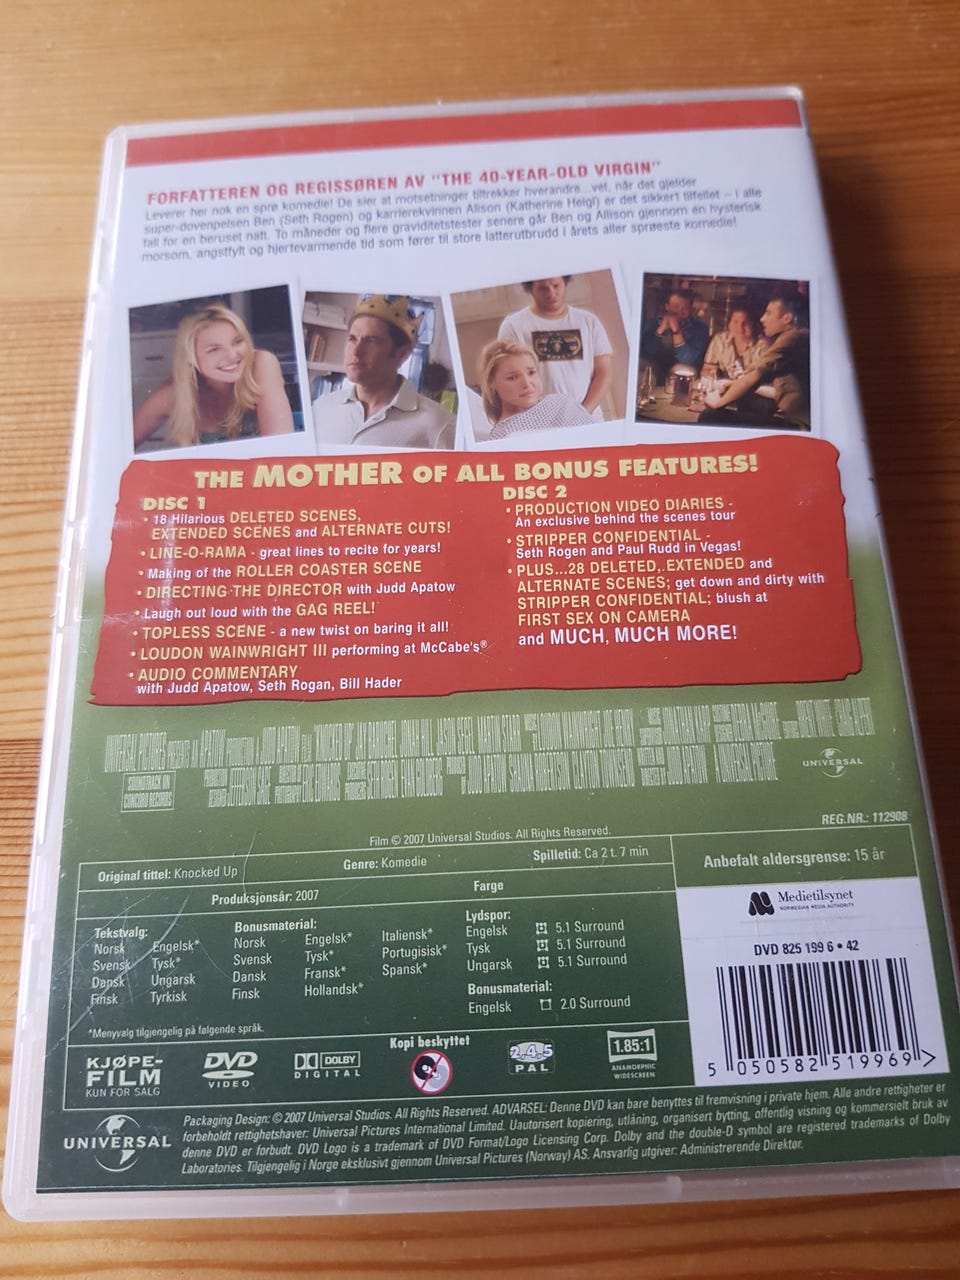 FORFATTEREN OG REGISSØREN AV "THE 40-YEAR-OLD VIRGIN"
Leverer her nok en sprø komedie! De sier at motsetninger tiltrekker hverandre...vel, når det gjelder
super-dovenpelsen Ben (Seth Rogen) og karrierekvinnen Alison (Katherine Heigl) er det sikkert tilfellet – i alle
fall for en beruset natt. To måneder og flere graviditetstester senere går Ben og Allison gjennom en hysterisk
morsom, angstfylt og hjertevarmende tid som fører til store latterutbrudd i årets aller sprøeste komedie!
THE MOTHER OF ALL BONUS FEATURES!
DISC 1
• 18 Hilarious DELETED SCENES,
EXTENDED SCENES and ALTERNATE CUTS!
• LINE-O-RAMA - great lines to recite for years!
• Making of the ROLLER COASTER SCENE
• DIRECTING THE DIRECTOR with Judd Apatow
• Laugh out loud with the GAG REEL!
• TOPLESS SCENE - a new twist on baring it all!
• LOUDON WAINWRIGHT III performing at McCabe's®
• AUDIO COMMENTARY
with Judd Apatow, Seth Rogan, Bill Hader
DISC 2
• PRODUCTION VIDEO DIARIES -
An exclusive behind the scenes tour
• STRIPPER CONFIDENTIAL -
Seth Rogen and Paul Rudd in Vegas!
• PLUS...28 DELETED, EXTENDED and
ALTERNATE SCENES; get down and dirty with
STRIPPER CONFIDENTIAL; blush at
FIRST SEX ON CAMERA
and MUCH, MUCH MORE!
UNIVERSAL PICTURES
SOUNDTRACK ON
CONCORD RECORDS
UNIVERSAL
REG.NR.: 112908
Film © 2007 Universal Studios. All Rights Reserved.
Original tittel: Knocked Up Genre: Komedie Spilletid: Ca 2 t. 7 min
Anbefalt aldersgrense: 15 år
Produksjonsår: 2007 Farge
Tekstvalg:
Norsk Engelsk*
Svensk Tysk*
Dansk Ungarsk
Finsk Tyrkisk
Bonusmaterial:
Norsk Engelsk* Italiensk*
Svensk Tysk* Portugisisk*
Dansk Fransk* Spansk*
Finsk Hollandsk*
Lydspor:
Engelsk 5.1 Surround
Tysk 5.1 Surround
Ungarsk 5.1 Surround
Bonusmaterial:
Engelsk 2.0 Surround
*Menyvalg tilgjengelig på følgende språk.
Medietilsynet
NORWEGIAN MEDIA AUTHORITY
DVD 825 199 6 • 42
5 050582 519969 >
KJØPE-
FILM
KUN FOR SALG
DVD
VIDEO
DOLBY
DIGITAL
Kopi beskyttet
2,4,5
PAL
1.85:1
ANAMORPHIC
WIDESCREEN
UNIVERSAL
Packaging Design: © 2007 Universal Studios. All Rights Reserved. ADVARSEL: Denne DVD kan bare benyttes til fremvisning i private hjem. Alle andre rettigheter er
forbeholdt rettighetshaver: Universal Pictures International Limited. Uautorisert kopiering, utlåning, organisert bytting, offentlig visning og kommersielt bruk av
denne DVD er forbudt. DVD Logo is a trademark of DVD Format/Logo Licensing Corp. Dolby and the double-D symbol are registered trademarks of Dolby
Laboratories. Tilgjengelig i Norge eksklusivt gjennom Universal Pictures (Norway) AS. Ansvarlig utgiver: Administrerende Direktør.